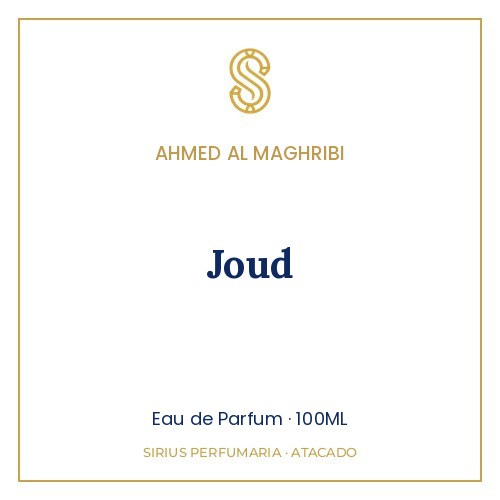 AHMED AL MAGHRIBI
Joud
Eau de Parfum · 100ML
SIRIUS PERFUMARIA · ATACADO